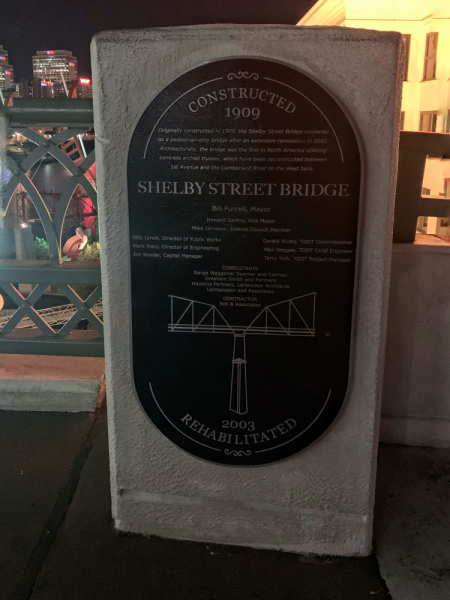 CONSTRUCTED
1909
Originally constructed in 1909, the Shelby Street Bridge reopened
as a pedestrian-only bridge after an extensive renovation in 2003.
Architecturally, the bridge was the first in North America utilizing
concrete arched trusses, which have been reconstructed between
1st Avenue and the Cumberland River on the West bank.
SHELBY STREET BRIDGE
Bill Purcell, Mayor
Howard Gentry, Vice Mayor
Mike Jameson, District Council Member
Billy Lynch, Director of Public Works
Gerald Nicely, TDOT Commissioner
Mark Macy, Director of Engineering
Paul Degges, TDOT Chief Engineer
Jim Snyder, Capital Manager
Terry York, TDOT Project Manager
CONSULTANTS
Barge Waggoner Sumner and Cannon
Gresham Smith and Partners
Hawkins Partners, Landscape Architects
Lichtenstein and Associates
CONTRACTOR
Bell & Associates
2003
REHABILITATED